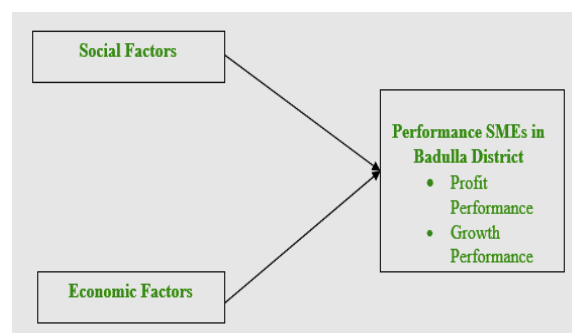 Social Factors
Performance SMEs in
Badulla District
• Profit
Performance
• Growth
Performance
Economic Factors